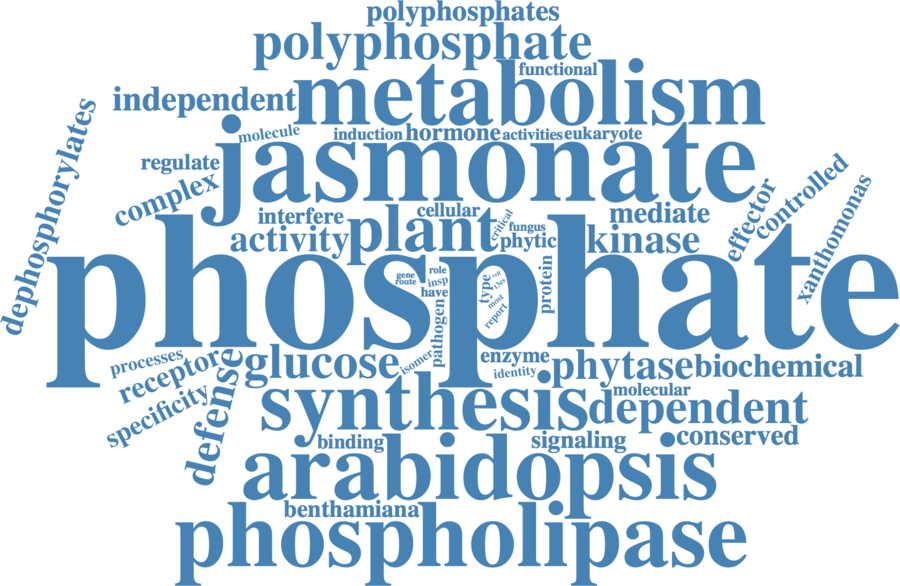 polyphosphates
polyphosphate
functional
metabolism
independent
dephosphorylates
molecule
induction
hormone
activities
eukaryote
jasmonate
regulate
complex
controlled
effector
xanthomonas
interfere
cellular
critical
fungus
mediate
activity
plant
phytic
kinase
phosphate
gene
route
role
insp
have
pathogen
type
cell
most
report
protein
processes
receptor
specificity
defense
glucose
isomer
enzyme
identity
phytase
biochemical
synthesis
molecular
dependent
binding
signaling
conserved
arabidopsis
benthamiana
phospholipase